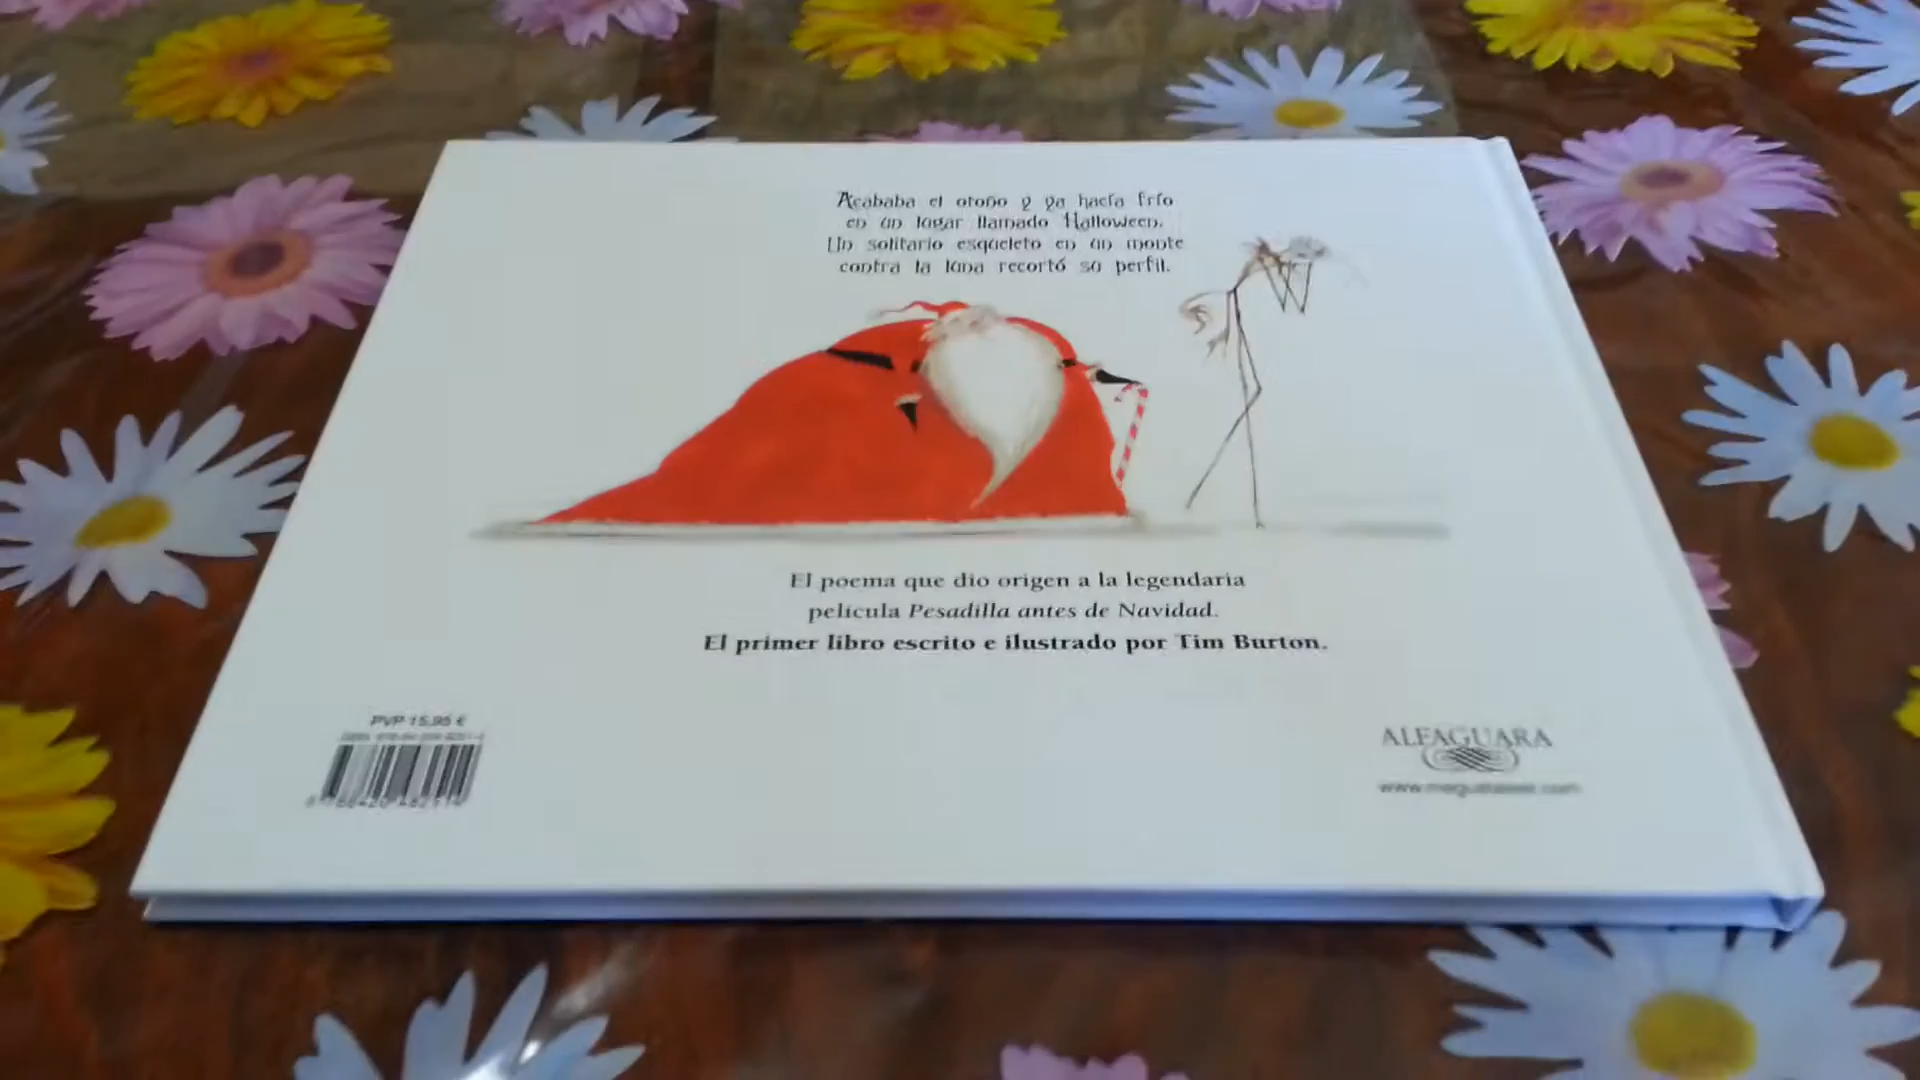 Acababa el otoño y ya hacía frío
en un lugar llamado Halloween.
Un solitario esqueleto en un monte
contra la luna recortó su perfil.
El poema que dio origen a la legendaria
película Pesadilla antes de Navidad.
El primer libro escrito e ilustrado por Tim Burton.
PVP 15,95 €
ALFAGUARA